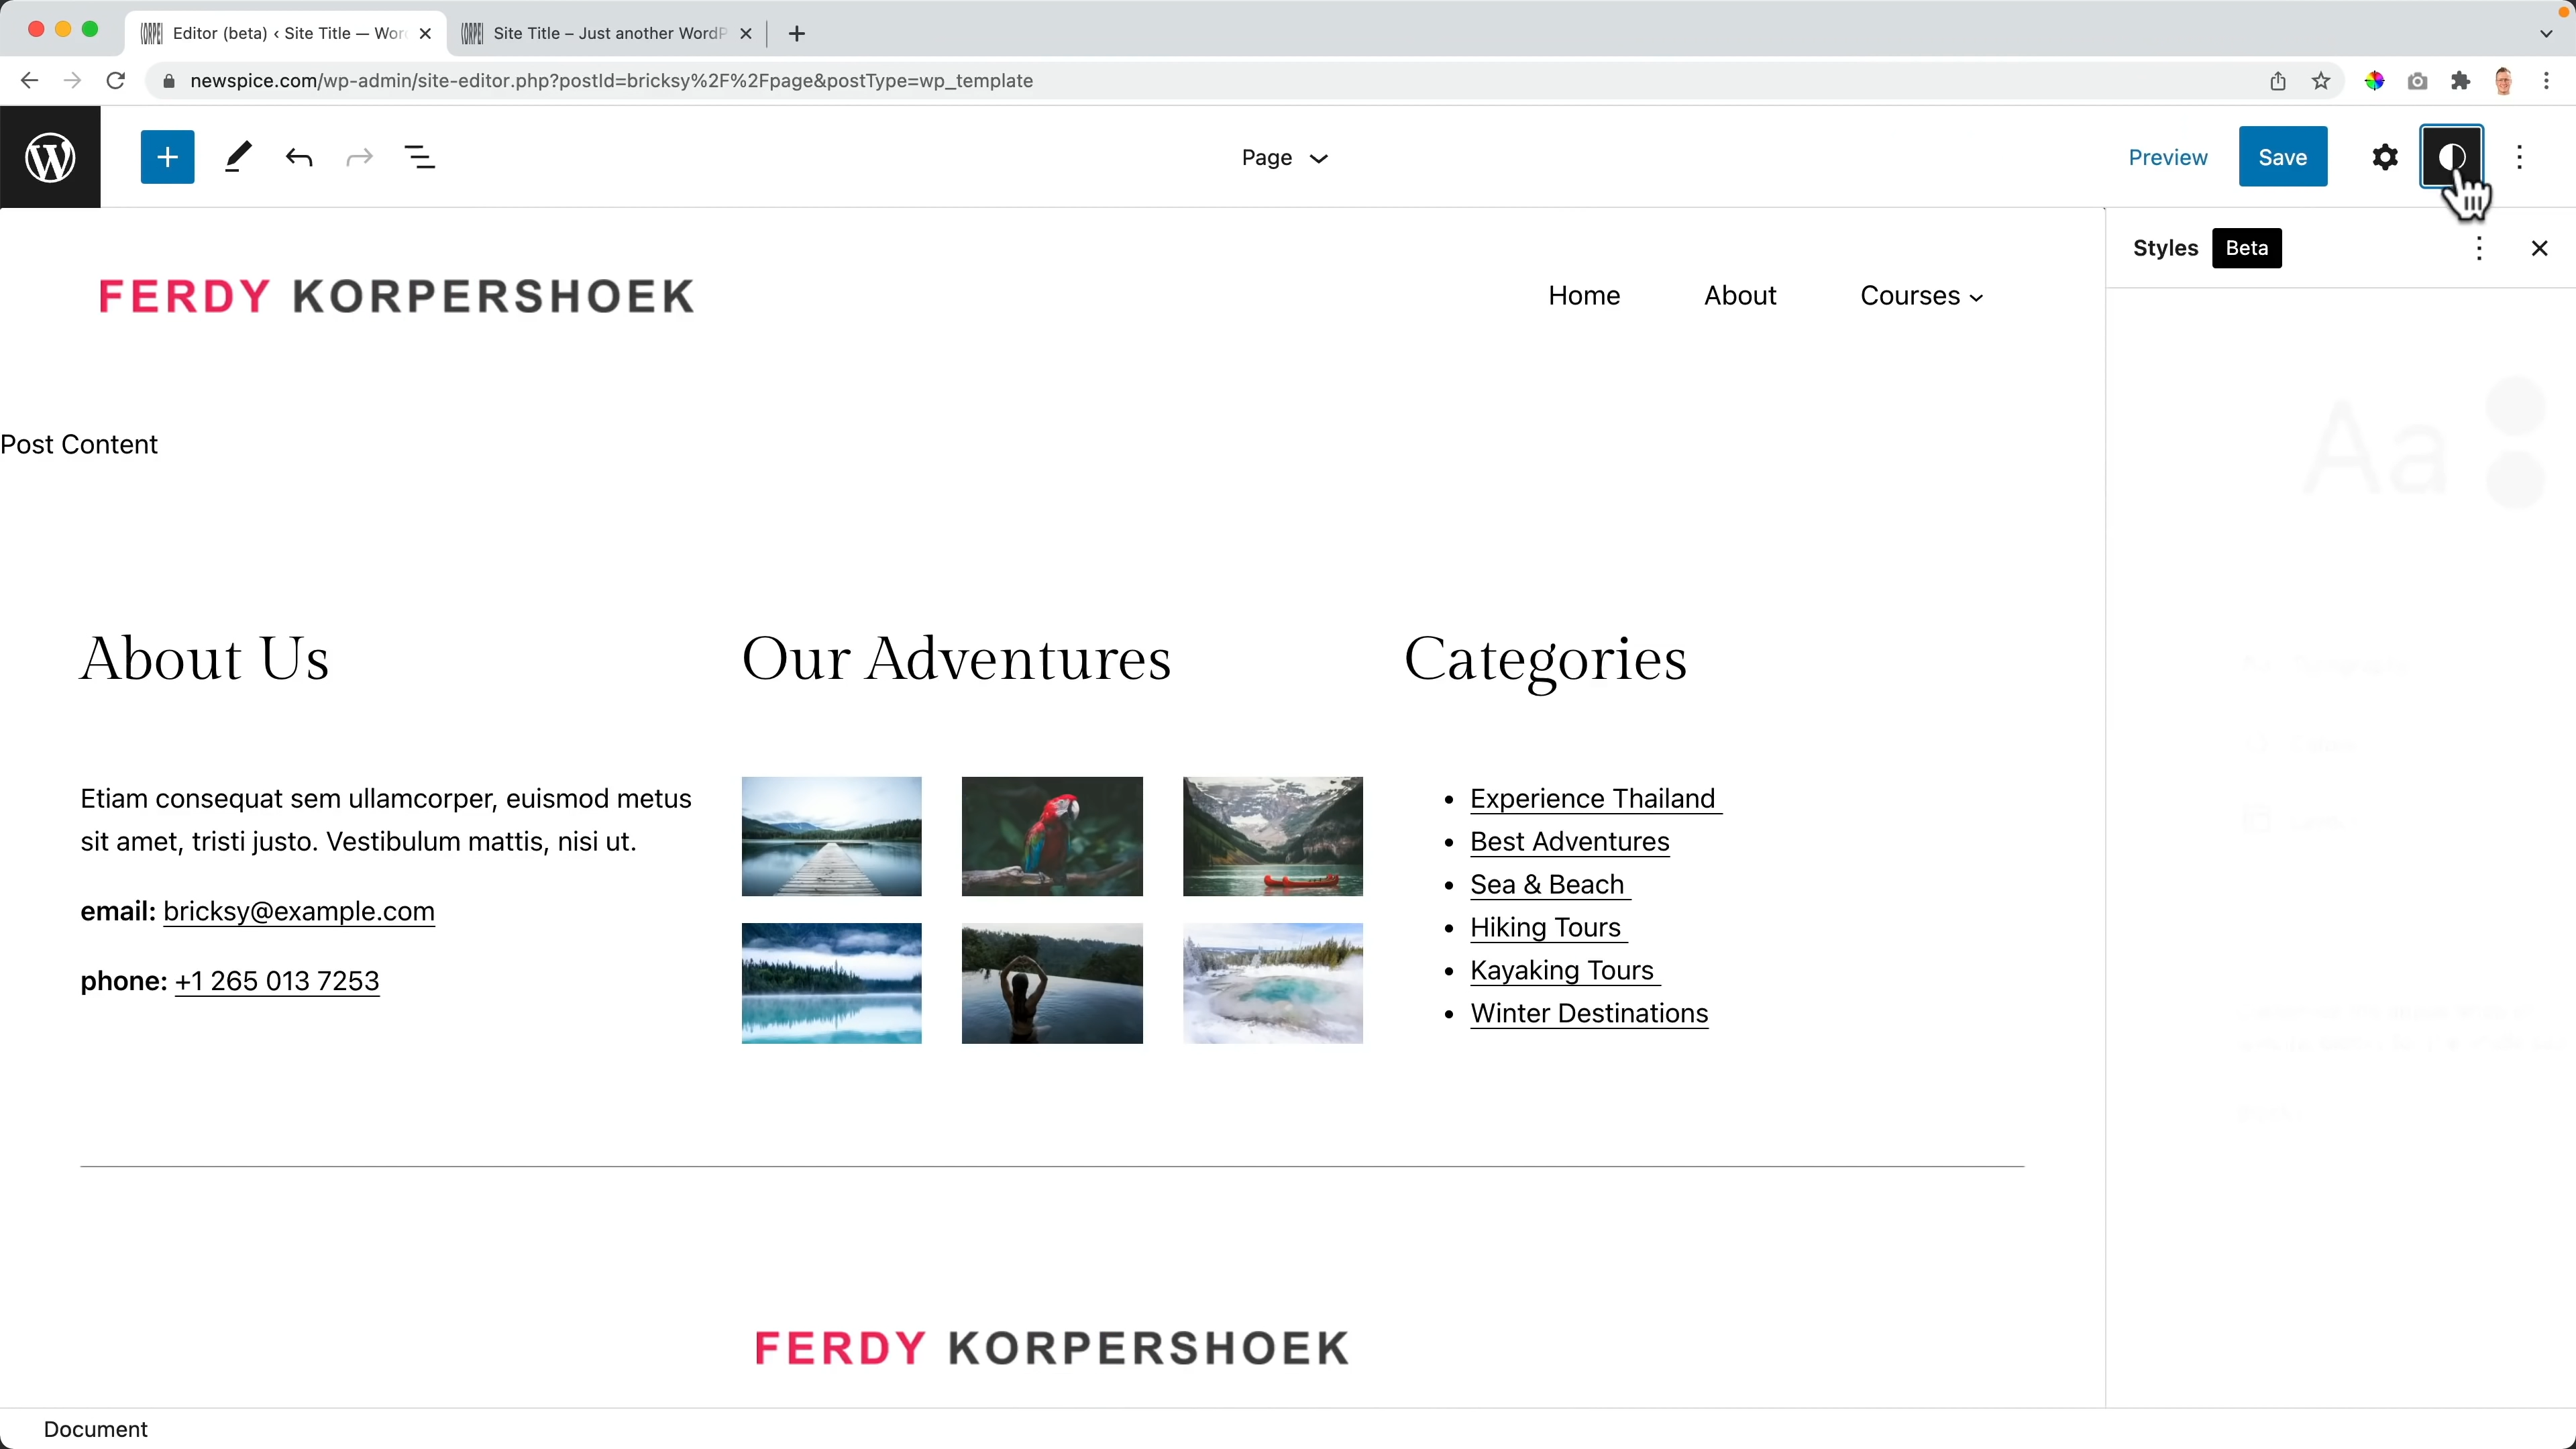 Editor (beta) ‹ Site Title — Wor
Site Title – Just another WordP
newspice.com/wp-admin/site-editor.php?postId=bricksy%2F%2Fpage&postType=wp_template
Page
Preview
Save
Styles
Beta
FERDY KORPERSHOEK
Home
About
Courses
Aa
Post Content
About Us
Our Adventures
Categories
Etiam consequat sem ullamcorper, euismod metus
sit amet, tristi justo. Vestibulum mattis, nisi ut.
email: bricksy@example.com
phone: +1 265 013 7253
• Experience Thailand
• Best Adventures
• Sea & Beach
• Hiking Tours
• Kayaking Tours
• Winter Destinations
FERDY KORPERSHOEK
Document